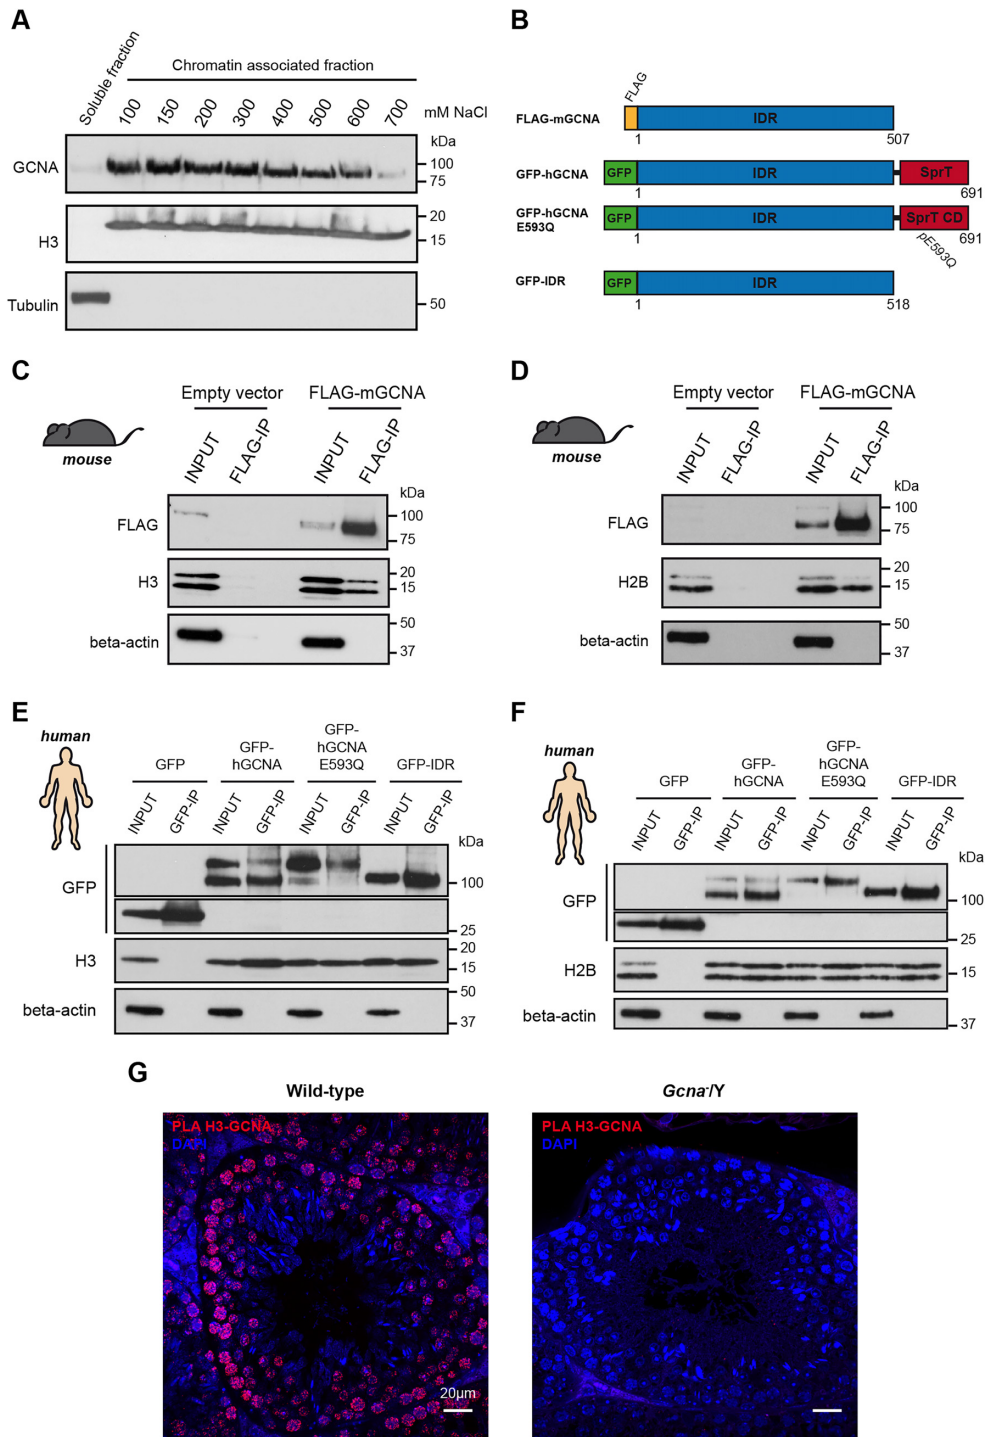 A
Soluble fraction
Chromatin associated fraction
100 150 200 300 400 500 600 700 mM NaCl
kDa
GCNA
100
75
H3
20
15
Tubulin
50
B
FLAG
FLAG-mGCNA IDR
1 507
GFP-hGCNA GFP IDR SprT
1 691
GFP-hGCNA
E593Q
GFP IDR SprT CD
1 pE593Q 691
GFP-IDR GFP IDR
1 518
C
mouse
Empty vector FLAG-mGCNA
INPUT FLAG-IP INPUT FLAG-IP
kDa
FLAG
100
75
H3
20
15
beta-actin
50
37
D
mouse
Empty vector FLAG-mGCNA
INPUT FLAG-IP INPUT FLAG-IP
kDa
FLAG
100
75
H2B
20
15
beta-actin
50
37
E
human
GFP
GFP-
hGCNA
GFP-
hGCNA
E593Q
GFP-IDR
INPUT GFP-IP INPUT GFP-IP INPUT GFP-IP INPUT GFP-IP
kDa
GFP
100
25
H3
20
15
beta-actin
50
37
F
human
GFP
GFP-
hGCNA
GFP-
hGCNA
E593Q
GFP-IDR
INPUT GFP-IP INPUT GFP-IP INPUT GFP-IP INPUT GFP-IP
kDa
GFP
100
25
H2B
15
beta-actin
37
G
Wild-type
PLA H3-GCNA
DAPI
20µm
Gcna⁻/Y
PLA H3-GCNA
DAPI